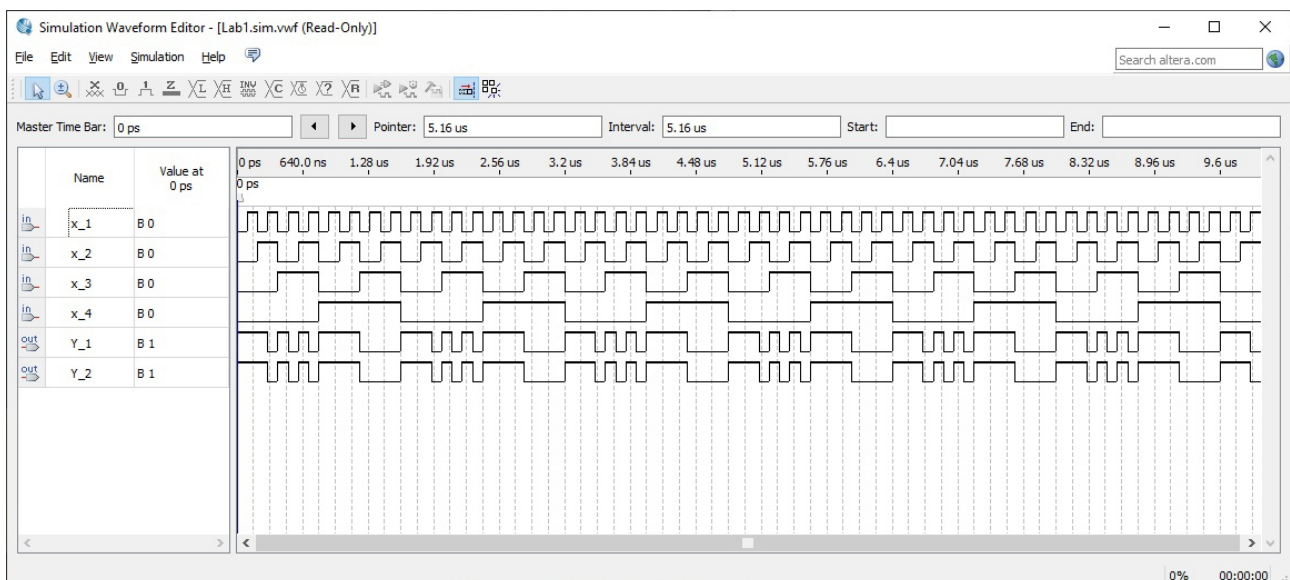 Simulation Waveform Editor - [Lab1.sim.vwf (Read-Only)]
File Edit View Simulation Help
Search altera.com
Master Time Bar: 0 ps Pointer: 5.16 us Interval: 5.16 us Start: End:
Name Value at 0 ps
0 ps 640.0 ns 1.28 us 1.92 us 2.56 us 3.2 us 3.84 us 4.48 us 5.12 us 5.76 us 6.4 us 7.04 us 7.68 us 8.32 us 8.96 us 9.6 us
0 ps
in x_1 B 0
in x_2 B 0
in x_3 B 0
in x_4 B 0
out Y_1 B 1
out Y_2 B 1
0% 00:00:00